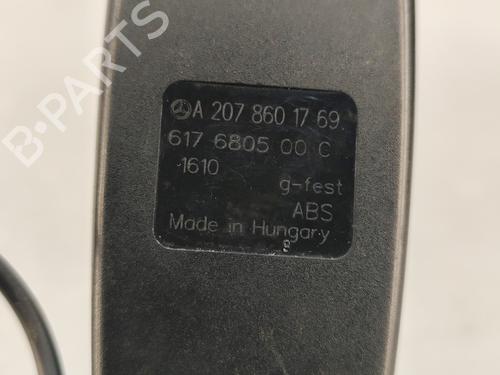 A 207 860 17 69
617 6805 00 C
1610
g-fest
ABS
Made in Hungary
B-PARTS